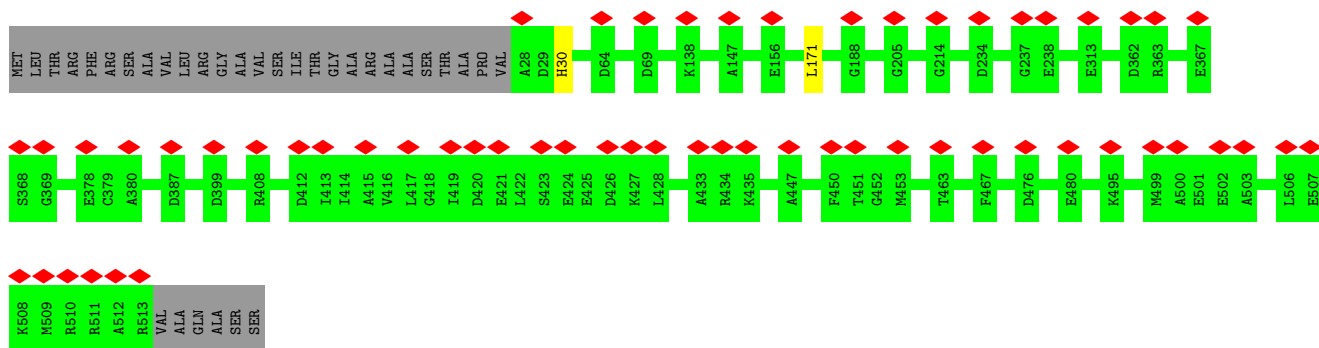 MET LEU THR ARG PHE ARG SER ALA VAL LEU ARG GLY ALA VAL SER ILE THR GLY ALA ARG ALA ALA SER THR ALA PRO VAL A28 D29 H30 D64 D69 K138 A147 E156 L171 G188 G205 G214 D234 G237 E238 E313 D362 R363 E367
S368 G369 E378 C379 A380 D387 D399 R408 D412 I413 I414 A415 V416 L417 G418 I419 D420 E421 L422 S423 E424 E425 D426 K427 L428 A433 R434 K435 A447 F450 T451 G452 M453 T463 F467 D476 E480 K495 M499 A500 E501 E502 A503 L506 E507
K508 M509 R510 R511 A512 R513 VAL ALA GLN ALA SER SER